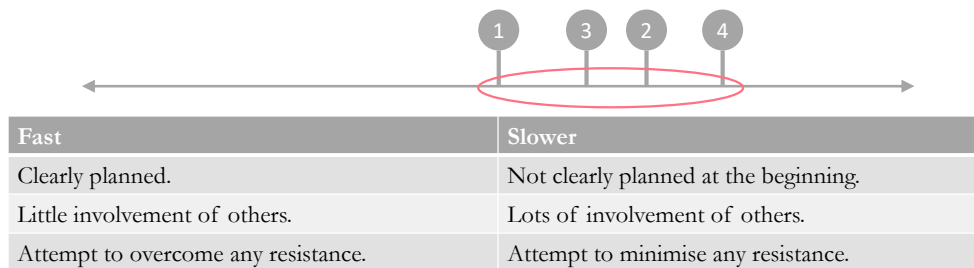 1 3 2 4
Fast Slower
Clearly planned. Not clearly planned at the beginning.
Little involvement of others. Lots of involvement of others.
Attempt to overcome any resistance. Attempt to minimise any resistance.